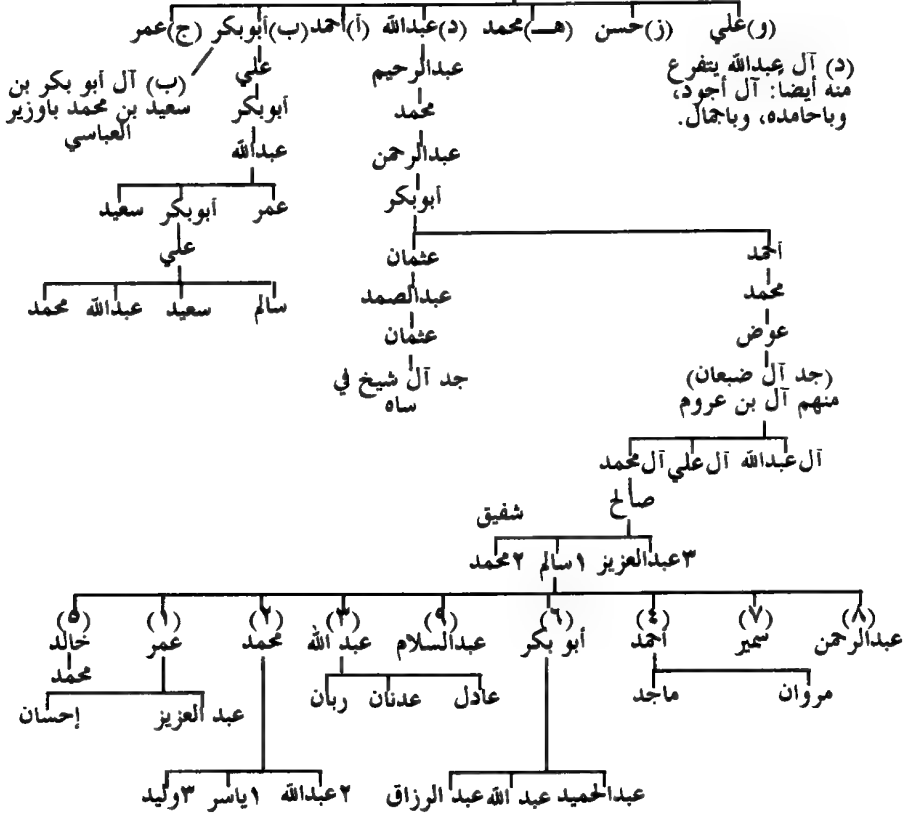 (و)علي (ز)حسن (هـ)محمد (د)عبدالله (أ)أحمد (ب)أبوبكر (ج)عمر
(د) آل عبدالله يتفرع
منه أيضاً: آل أجود،
وباحامده، وباجمال.
(ب) آل أبو بكر بن
سعيد بن محمد باوزير
العباسي
عبدالرحيم
محمد
عبدالرحمن
أبوبكر
علي
أبوبكر
عبدالله
عمر أبوبكر سعيد
علي
سالم سعيد عبدالله محمد
أحمد عثمان
محمد عبدالصمد
عوض عثمان
(جد آل ضبعان)
منهم آل بن عروم
جد آل شيخ في
ساه
آل عبدالله آل علي آل محمد
صالح
شفيق
٣عبدالعزيز ١سالم ٢محمد
(٨) (٧) (٤) (٦) (٩) (٣) (٢) (١) (٥)
عبدالرحمن سمير أحمد أبو بكر عبدالسلام عبد الله محمد عمر خالد
محمد
مروان ماجد
عادل عدنان ربان
عبد العزيز إحسان
عبدالحميد عبد الله عبد الرزاق
٢عبدالله ١ياسر ٣وليد